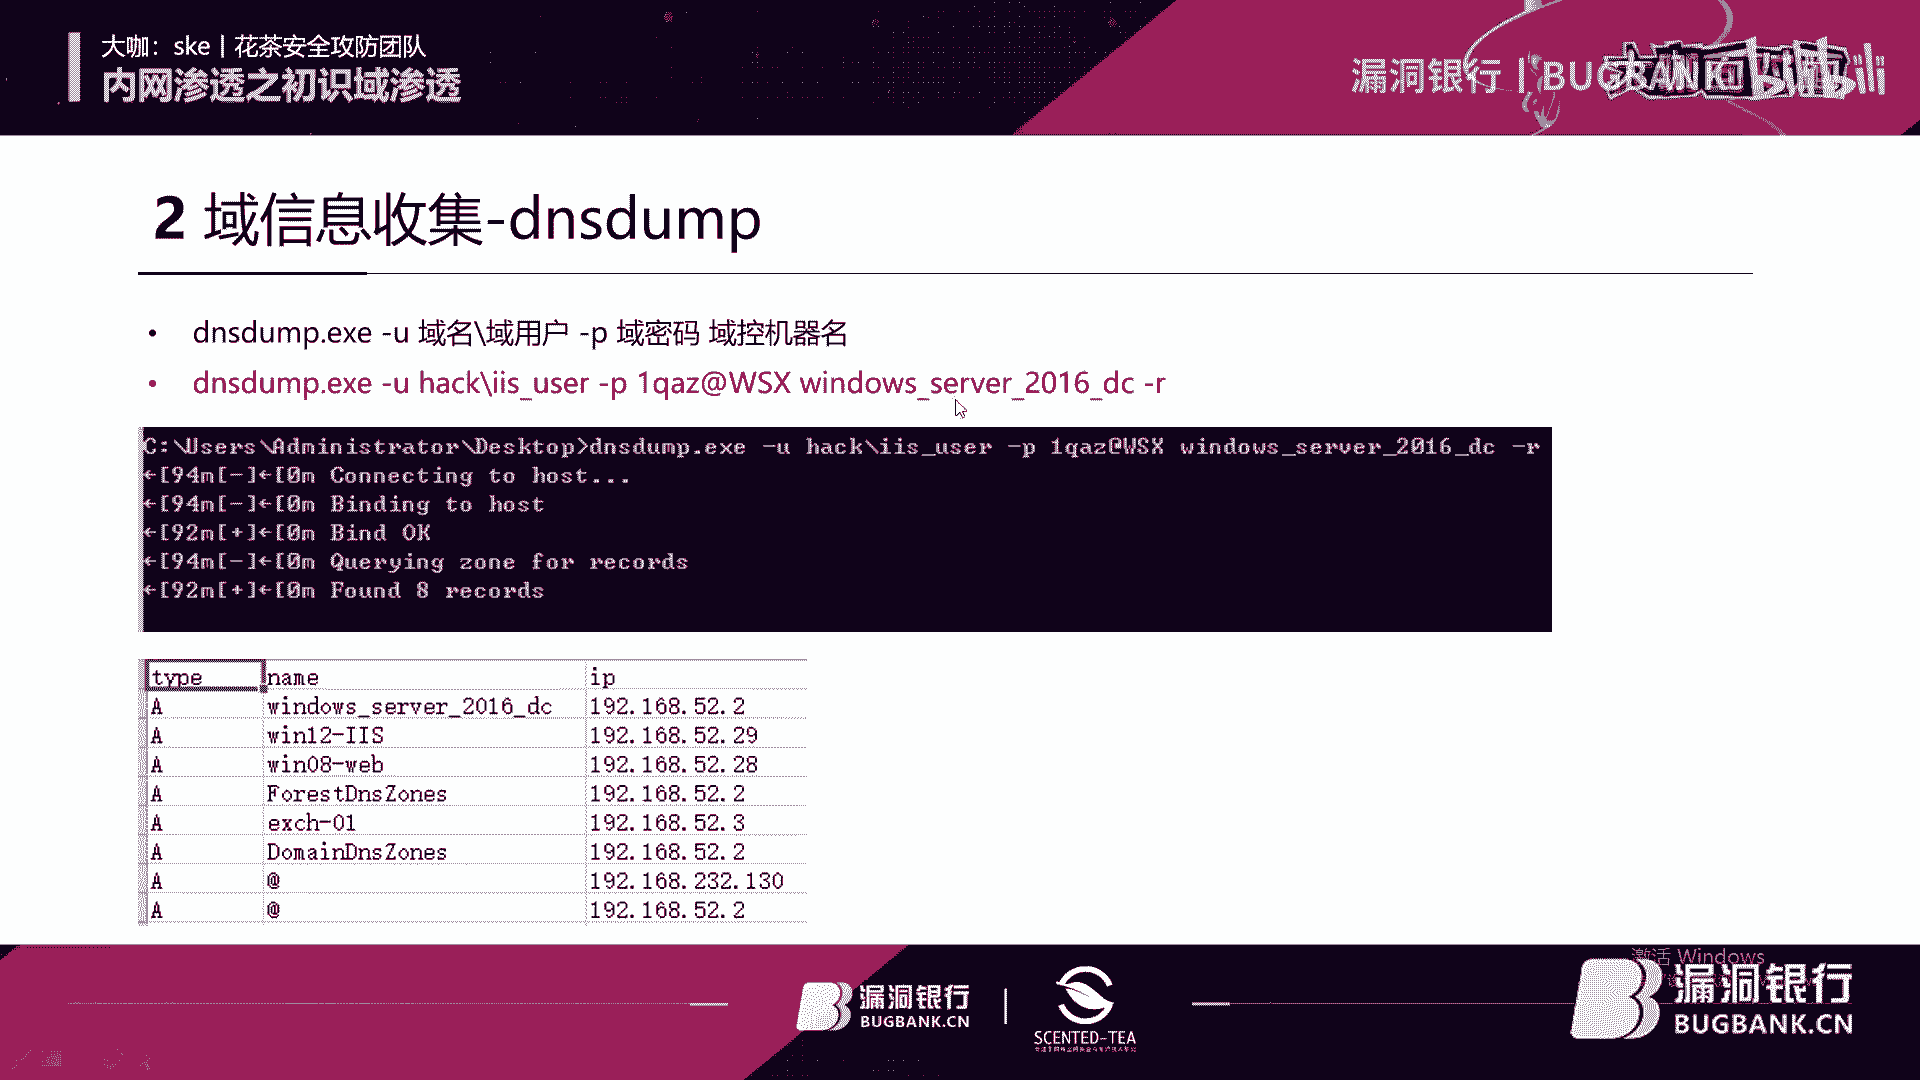 大咖：ske | 花茶安全攻防团队
内网渗透之初识域渗透
漏洞银行 | BUGBANK
2 域信息收集-dnsdump
• dnsdump.exe -u 域名\域用户 -p 域密码 域控机器名
• dnsdump.exe -u hack\iis_user -p 1qaz@WSX windows_server_2016_dc -r
C:\Users\Administrator\Desktop>dnsdump.exe -u hack\iis_user -p 1qaz@WSX windows_server_2016_dc -r
←[94m[-]←[0m Connecting to host...
←[94m[-]←[0m Binding to host
←[92m[+]←[0m Bind OK
←[94m[-]←[0m Querying zone for records
←[92m[+]←[0m Found 8 records
type name ip
A windows_server_2016_dc 192.168.52.2
A win12-IIS 192.168.52.29
A win08-web 192.168.52.28
A ForestDnsZones 192.168.52.2
A exch-01 192.168.52.3
A DomainDnsZones 192.168.52.2
A @ 192.168.232.130
A @ 192.168.52.2
激活 Windows
漏洞银行
BUGBANK.CN
SCENTED-TEA
漏洞银行
BUGBANK.CN